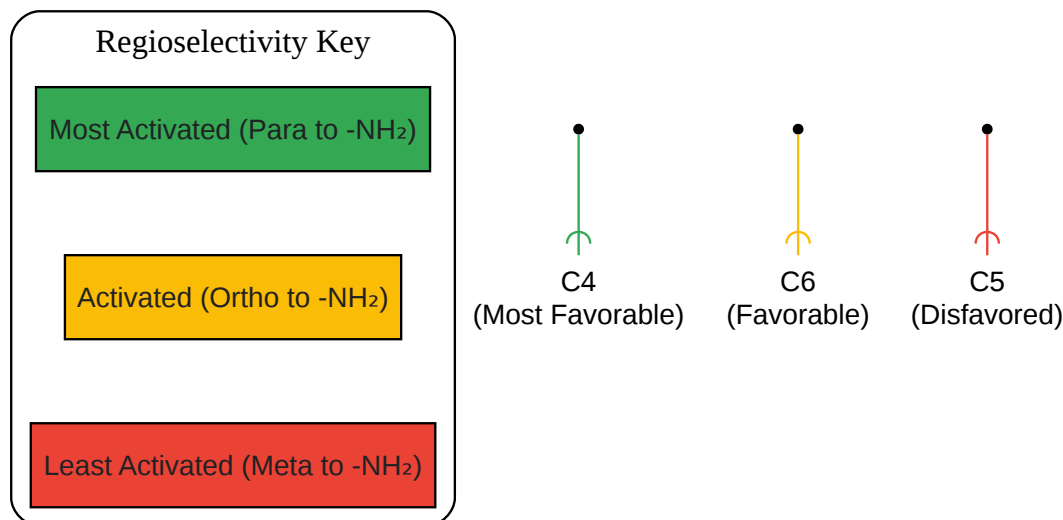 Regioselectivity Key
Most Activated (Para to -NH₂)
Activated (Ortho to -NH₂)
Least Activated (Meta to -NH₂)
C4
(Most Favorable)
C6
(Favorable)
C5
(Disfavored)